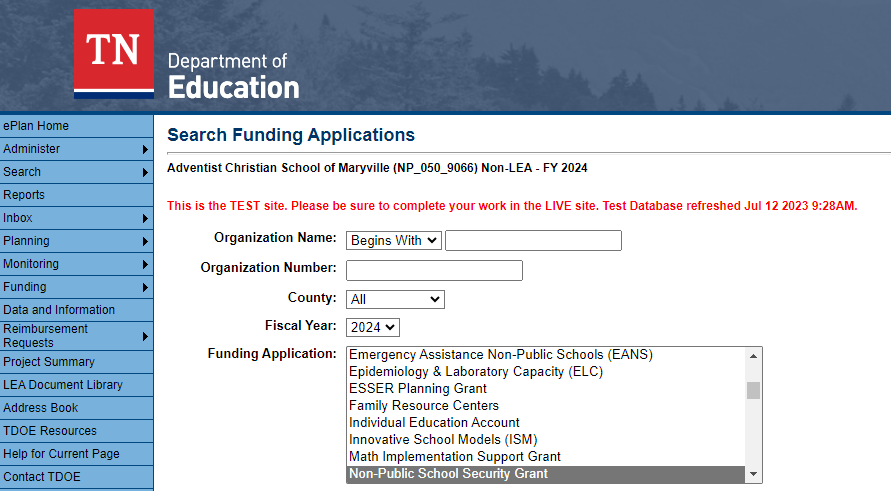 TN
Department of
Education
ePlan Home
Administer
Search
Reports
Inbox
Planning
Monitoring
Funding
Data and Information
Reimbursement
Requests
Project Summary
LEA Document Library
Address Book
TDOE Resources
Help for Current Page
Contact TDOE
Search Funding Applications
Adventist Christian School of Maryville (NP_050_9066) Non-LEA - FY 2024
This is the TEST site. Please be sure to complete your work in the LIVE site. Test Database refreshed Jul 12 2023 9:28AM.
Organization Name: Begins With
Organization Number:
County: All
Fiscal Year: 2024
Funding Application:
Emergency Assistance Non-Public Schools (EANS)
Epidemiology & Laboratory Capacity (ELC)
ESSER Planning Grant
Family Resource Centers
Individual Education Account
Innovative School Models (ISM)
Math Implementation Support Grant
Non-Public School Security Grant